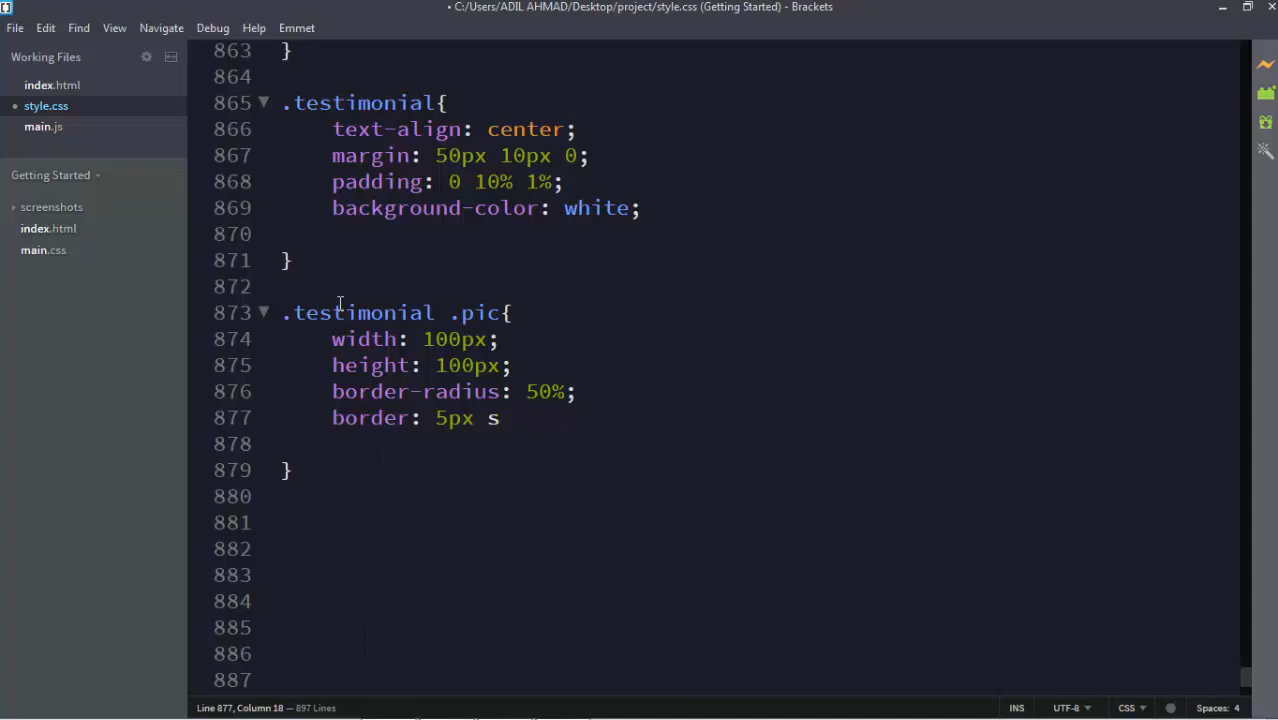 • C:/Users/ADIL AHMAD/Desktop/project/style.css (Getting Started) - Brackets
File Edit Find View Navigate Debug Help Emmet
Working Files
index.html
• style.css
main.js
Getting Started
screenshots
index.html
main.css
863 }
864
865 .testimonial{
866 text-align: center;
867 margin: 50px 10px 0;
868 padding: 0 10% 1%;
869 background-color: white;
870
871 }
872
873 .testimonial .pic{
874 width: 100px;
875 height: 100px;
876 border-radius: 50%;
877 border: 5px s
878
879 }
880
881
882
883
884
885
886
887
Line 877, Column 18 — 897 Lines INS UTF-8 CSS Spaces: 4